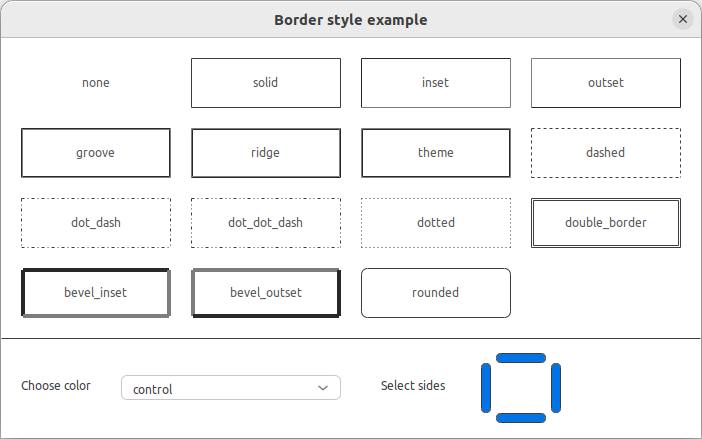 Border style example
none
solid
inset
outset
groove
ridge
theme
dashed
dot_dash
dot_dot_dash
dotted
double_border
bevel_inset
bevel_outset
rounded
Choose color
control
Select sides